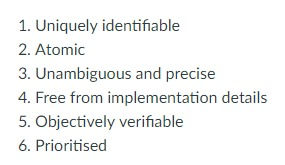 1. Uniquely identifiable
2. Atomic
3. Unambiguous and precise
4. Free from implementation details
5. Objectively verifiable
6. Prioritised